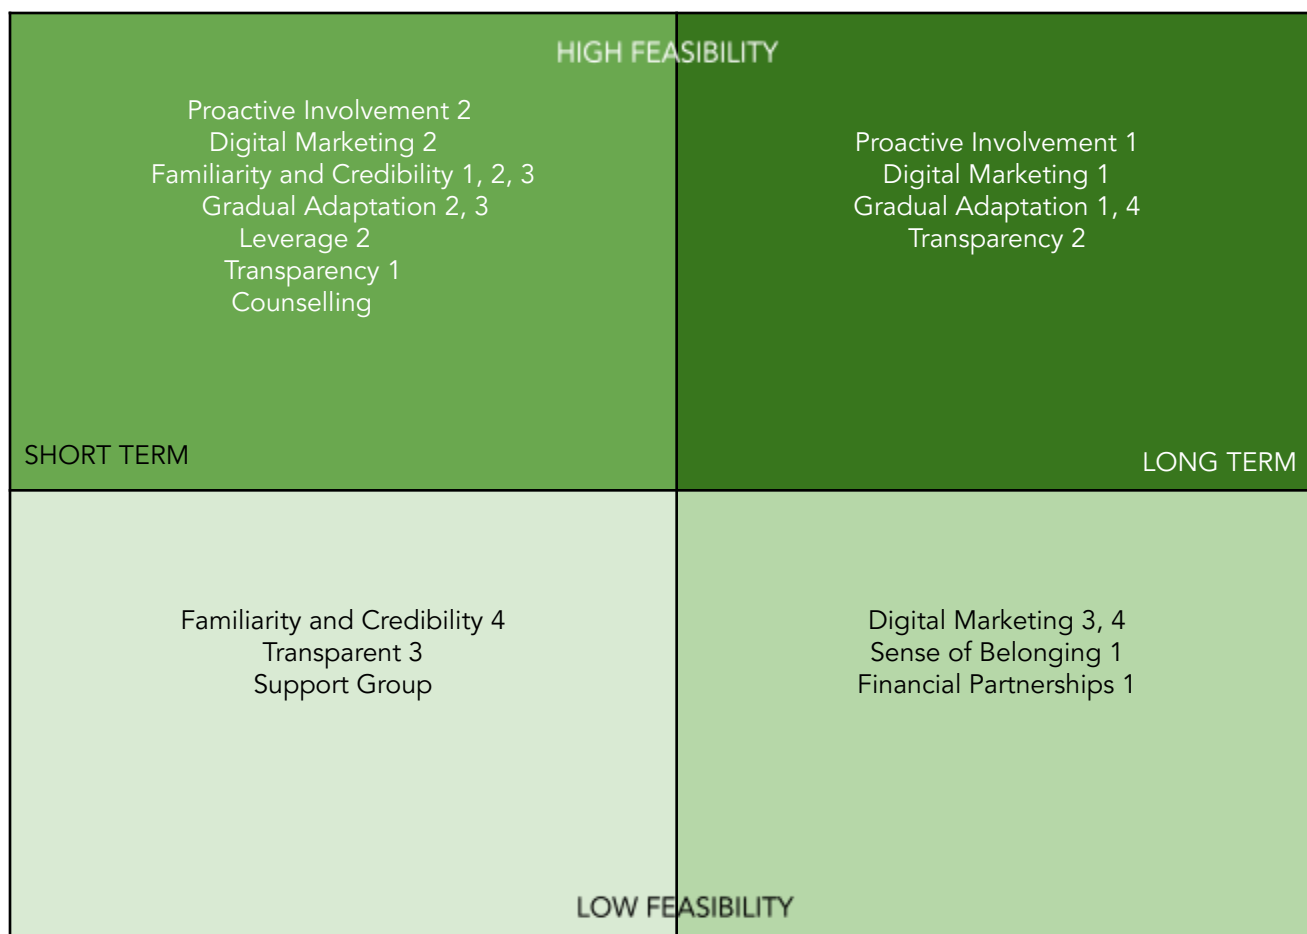 HIGH FEASIBILITY
Proactive Involvement 2
Digital Marketing 2
Familiarity and Credibility 1, 2, 3
Gradual Adaptation 2, 3
Leverage 2
Transparency 1
Counselling
Proactive Involvement 1
Digital Marketing 1
Gradual Adaptation 1, 4
Transparency 2
SHORT TERM
LONG TERM
Familiarity and Credibility 4
Transparent 3
Support Group
Digital Marketing 3, 4
Sense of Belonging 1
Financial Partnerships 1
LOW FEASIBILITY